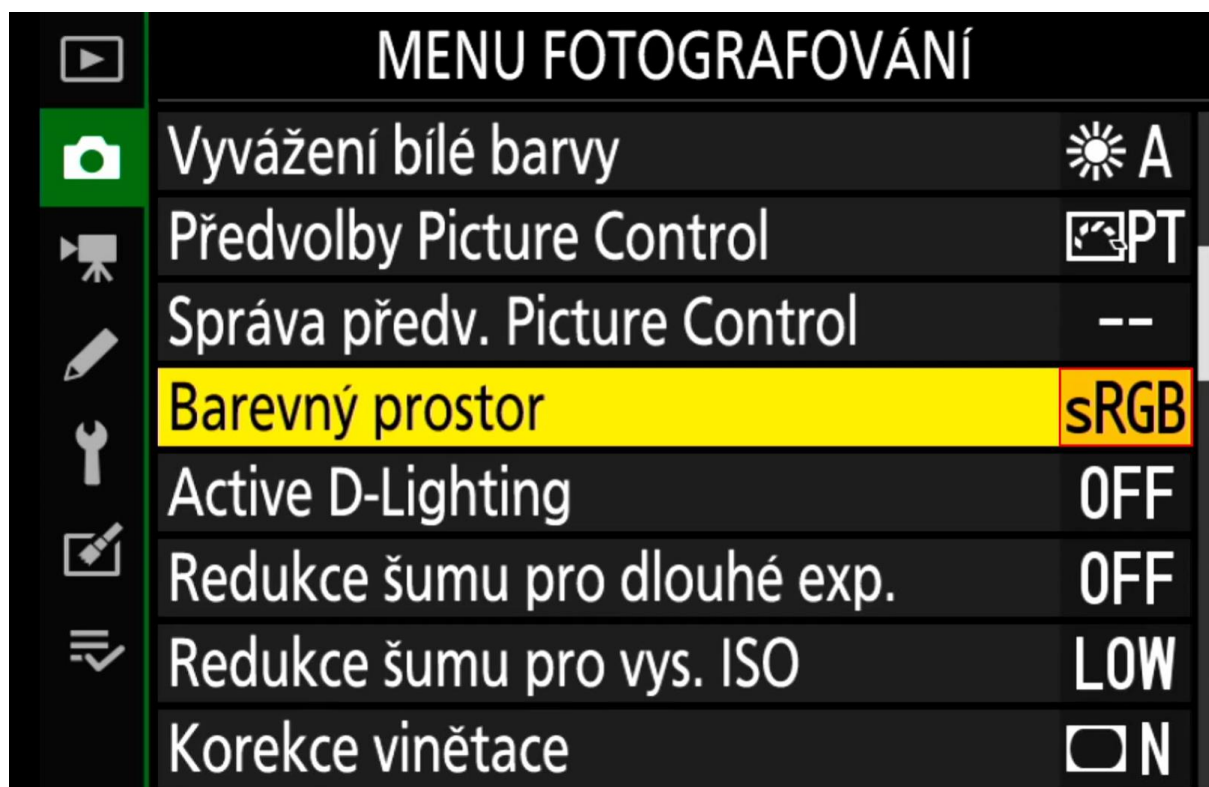 MENU FOTOGRAFOVÁNÍ
Vyvážení bílé barvy A
Předvolby Picture Control PT
Správa předv. Picture Control --
Barevný prostor sRGB
Active D-Lighting OFF
Redukce šumu pro dlouhé exp. OFF
Redukce šumu pro vys. ISO LOW
Korekce vinětace N